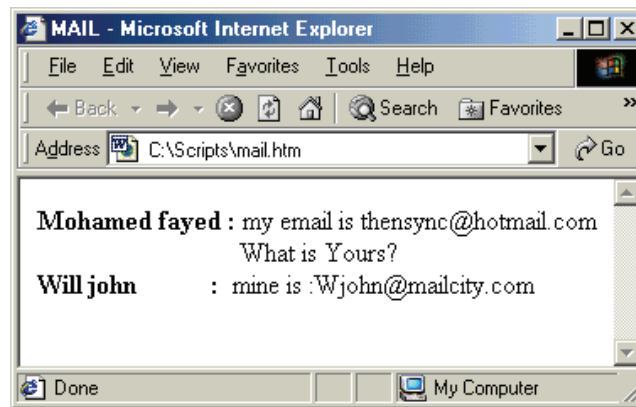 MAIL - Microsoft Internet Explorer
File Edit View Favorites Tools Help
Back Search Favorites »
Address C:\Scripts\mail.htm Go
Mohamed fayed : my email is thensync@hotmail.com
What is Yours?
Will john : mine is :Wjohn@mailcity.com
Done My Computer